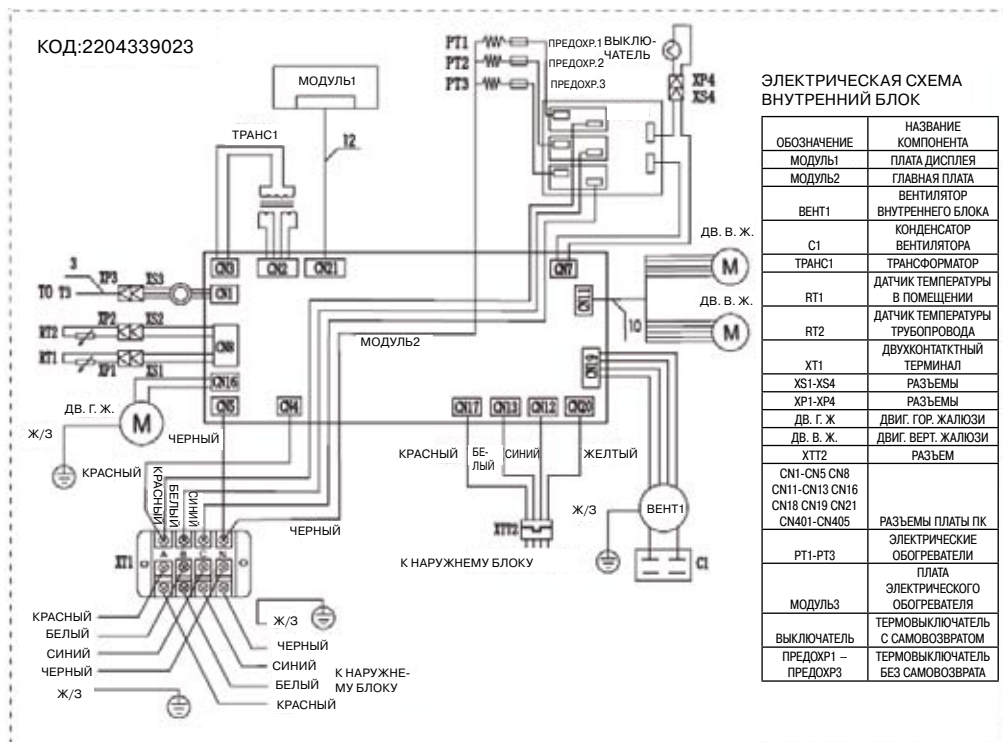 КОД:2204339023
МОДУЛЬ1
ТРАНС1
12
PT1
PT2
PT3
ПРЕДОХР.1
ПРЕДОХР.2
ПРЕДОХР.3
ВЫКЛЮ-
ЧАТЕЛЬ
XP4
XS4
CN3
CN2
CN21
CN7
ДВ. В. Ж.
M
ДВ. В. Ж.
M
3
TO T3
XP3
XS3
CN1
RT2
XP2
XS2
CN8
RT1
XP1
XS1
CN16
CN5
CN4
МОДУЛЬ2
CN11
10
CN19
CN17
CN13
CN12
CN20
ДВ. Г. Ж.
M
Ж/З
ЧЕРНЫЙ
КРАСНЫЙ
КРАСНЫЙ
БЕЛЫЙ
СИНИЙ
ЧЕРНЫЙ
КРАСНЫЙ
БЕ-
ЛЫЙ
СИНИЙ
ЖЕЛТЫЙ
XTT2
К НАРУЖНЕМУ БЛОКУ
Ж/З
ВЕНТ1
C1
XT1
A
B
C
N
КРАСНЫЙ
БЕЛЫЙ
СИНИЙ
ЧЕРНЫЙ
Ж/З
Ж/З
ЧЕРНЫЙ
СИНИЙ
БЕЛЫЙ
КРАСНЫЙ
К НАРУЖНЕ-
МУ БЛОКУ
ЭЛЕКТРИЧЕСКАЯ СХЕМА
ВНУТРЕННИЙ БЛОК
ОБОЗНАЧЕНИЕ
НАЗВАНИЕ
КОМПОНЕНТА
МОДУЛЬ1
ПЛАТА ДИСПЛЕЯ
МОДУЛЬ2
ГЛАВНАЯ ПЛАТА
ВЕНТ1
ВЕНТИЛЯТОР
ВНУТРЕННЕГО БЛОКА
C1
КОНДЕНСАТОР
ВЕНТИЛЯТОРА
ТРАНС1
ТРАНСФОРМАТОР
RT1
ДАТЧИК ТЕМПЕРАТУРЫ
В ПОМЕЩЕНИИ
RT2
ДАТЧИК ТЕМПЕРАТУРЫ
ТРУБОПРОВОДА
XT1
ДВУХКОНТАТКТНЫЙ
ТЕРМИНАЛ
XS1-XS4
РАЗЪЕМЫ
XP1-XP4
РАЗЪЕМЫ
ДВ. Г. Ж
ДВИГ. ГОР. ЖАЛЮЗИ
ДВ. В. Ж.
ДВИГ. ВЕРТ. ЖАЛЮЗИ
XTT2
РАЗЪЕМ
CN1-CN5 CN8
CN11-CN13 CN16
CN18 CN19 CN21
CN401-CN405
РАЗЪЕМЫ ПЛАТЫ ПК
PT1-PT3
ЭЛЕКТРИЧЕСКИЕ
ОБОГРЕВАТЕЛИ
МОДУЛЬ3
ПЛАТА
ЭЛЕКТРИЧЕСКОГО
ОБОГРЕВАТЕЛЯ
ВЫКЛЮЧАТЕЛЬ
ТЕРМОВЫКЛЮЧАТЕЛЬ
С САМОВОЗВРАТОМ
ПРЕДОХР1 –
ПРЕДОХР3
ТЕРМОВЫКЛЮЧАТЕЛЬ
БЕЗ САМОВОЗВРАТА